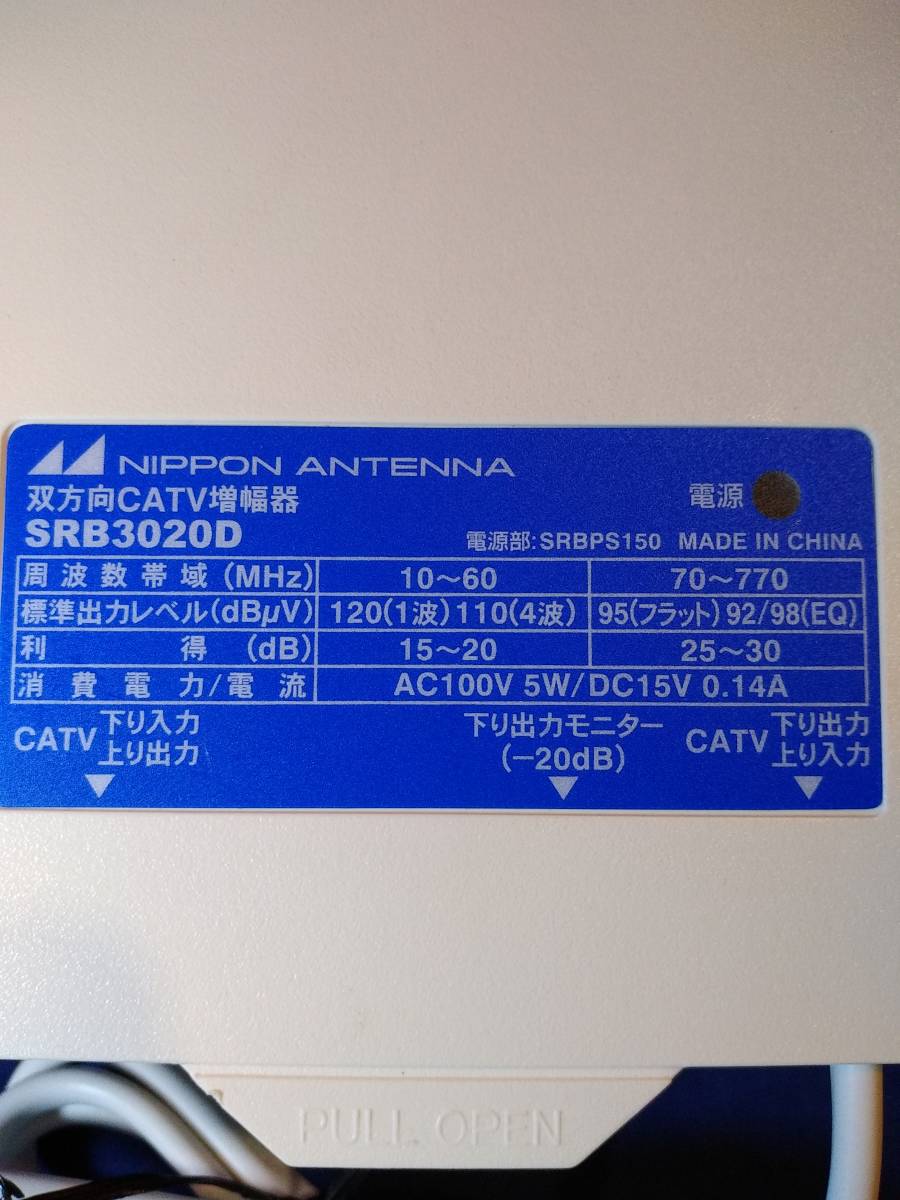 NIPPON ANTENNA
双方向CATV増幅器
電源
SRB3020D
電源部:SRBPS150 MADE IN CHINA
周波数帯域(MHz) 10～60 70～770
標準出力レベル(dBμV) 120(1波)110(4波) 95(フラット)92/98(EQ)
利得(dB) 15～20 25～30
消費電力/電流 AC100V 5W/DC15V 0.14A
CATV 下り入力
上り出力
下り出力モニター
(-20dB)
CATV 下り出力
上り入力
PULL OPEN